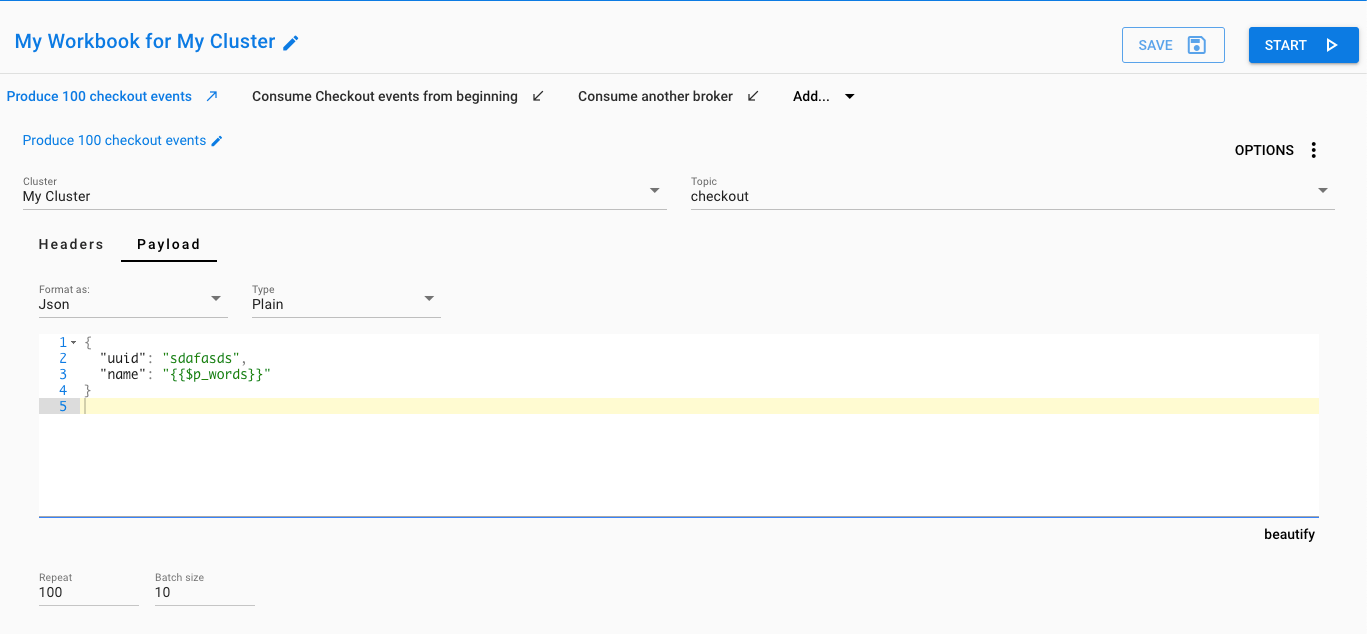 My Workbook for My Cluster
SAVE
START
Produce 100 checkout events
Consume Checkout events from beginning
Consume another broker
Add...
Produce 100 checkout events
OPTIONS
Cluster
My Cluster
Topic
checkout
Headers
Payload
Format as:
Json
Type
Plain
1 {
2 "uuid": "sdafasds",
3 "name": "{{$p_words}}"
4 }
5
beautify
Repeat
100
Batch size
10